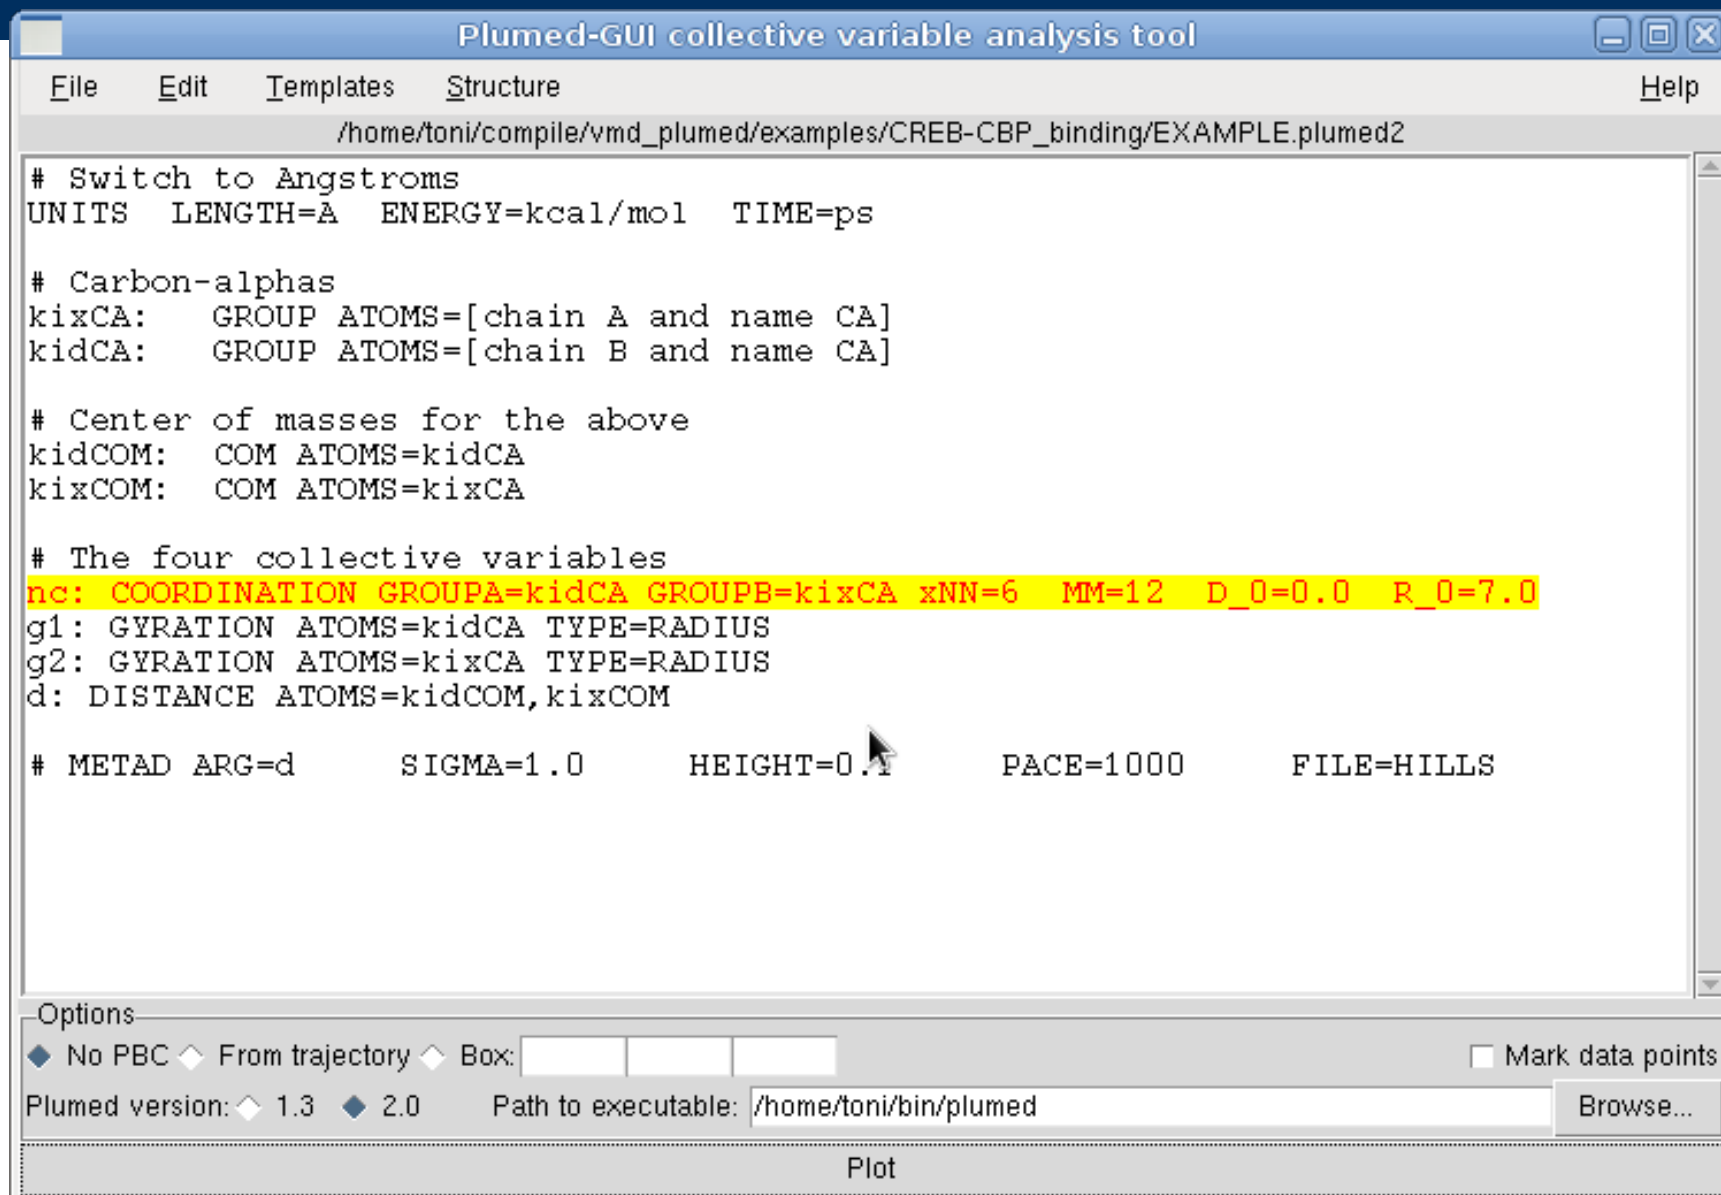 Plumed-GUI collective variable analysis tool
File Edit Templates Structure Help
/home/toni/compile/vmd_plumed/examples/CREB-CBP_binding/EXAMPLE.plumed2
# Switch to Angstroms
UNITS LENGTH=A ENERGY=kcal/mol TIME=ps
# Carbon-alphas
kixCA: GROUP ATOMS=[chain A and name CA]
kidCA: GROUP ATOMS=[chain B and name CA]
# Center of masses for the above
kidCOM: COM ATOMS=kidCA
kixCOM: COM ATOMS=kixCA
# The four collective variables
nc: COORDINATION GROUPA=kidCA GROUPB=kixCA xNN=6 MM=12 D_0=0.0 R_0=7.0
g1: GYRATION ATOMS=kidCA TYPE=RADIUS
g2: GYRATION ATOMS=kixCA TYPE=RADIUS
d: DISTANCE ATOMS=kidCOM,kixCOM
# METAD ARG=d SIGMA=1.0 HEIGHT=0.1 PACE=1000 FILE=HILLS
Options
No PBC From trajectory Box: Mark data points
Plumed version: 1.3 2.0 Path to executable: /home/toni/bin/plumed Browse...
Plot